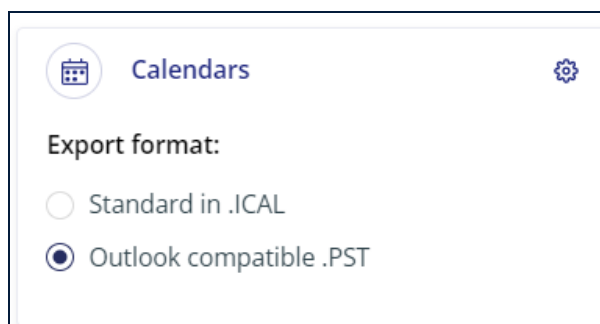 Calendars
Export format:
Standard in .ICAL
Outlook compatible .PST